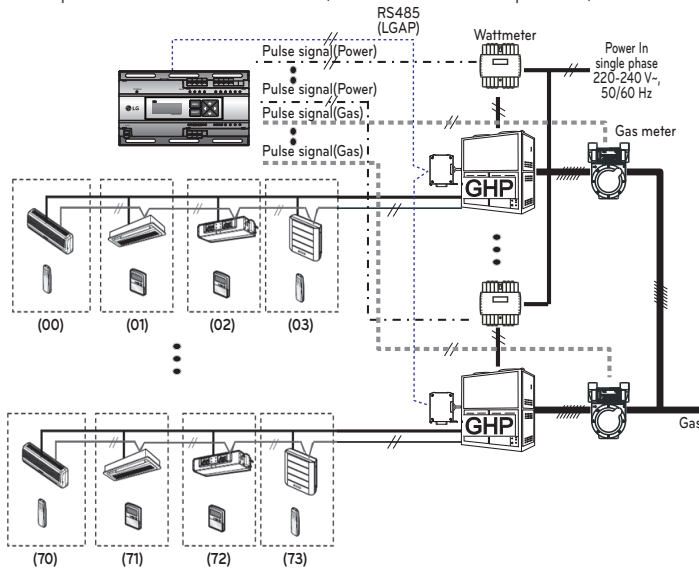 RS485
(LGAP)
Wattmeter
Pulse signal(Power)
Power In
single phase
220-240 V~,
50/60 Hz
Pulse signal(Power)
LG
Pulse signal(Gas)
Gas meter
Pulse signal(Gas)
GHP
(00)
(01)
(02)
(03)
GHP
Gas
(70)
(71)
(72)
(73)